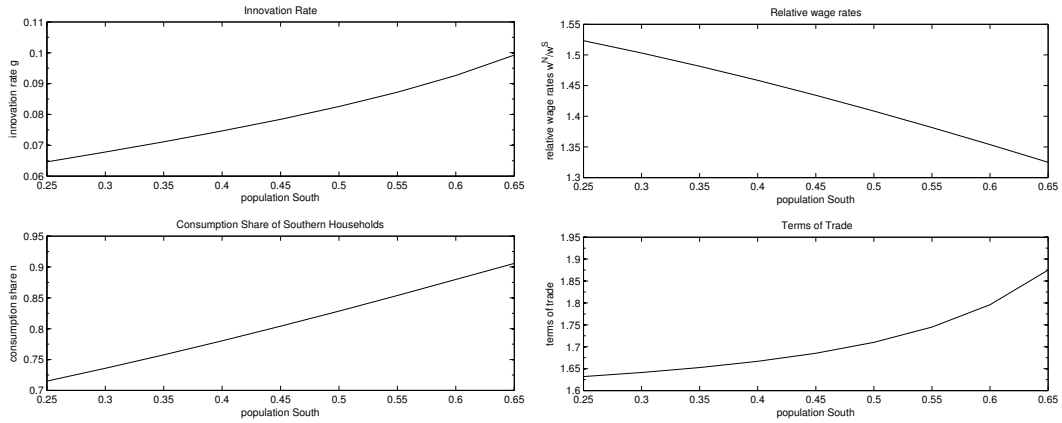 Innovation Rate
innovation rate g
0.11
0.1
0.09
0.08
0.07
0.06
0.25 0.3 0.35 0.4 0.45 0.5 0.55 0.6 0.65
population South
Relative wage rates
relative wage rates w^N/w^S
1.55
1.5
1.45
1.4
1.35
1.3
0.25 0.3 0.35 0.4 0.45 0.5 0.55 0.6 0.65
population South
Consumption Share of Southern Households
consumption share n
0.95
0.9
0.85
0.8
0.75
0.7
0.25 0.3 0.35 0.4 0.45 0.5 0.55 0.6 0.65
population South
Terms of Trade
terms of trade
1.95
1.9
1.85
1.8
1.75
1.7
1.65
1.6
0.25 0.3 0.35 0.4 0.45 0.5 0.55 0.6 0.65
population South